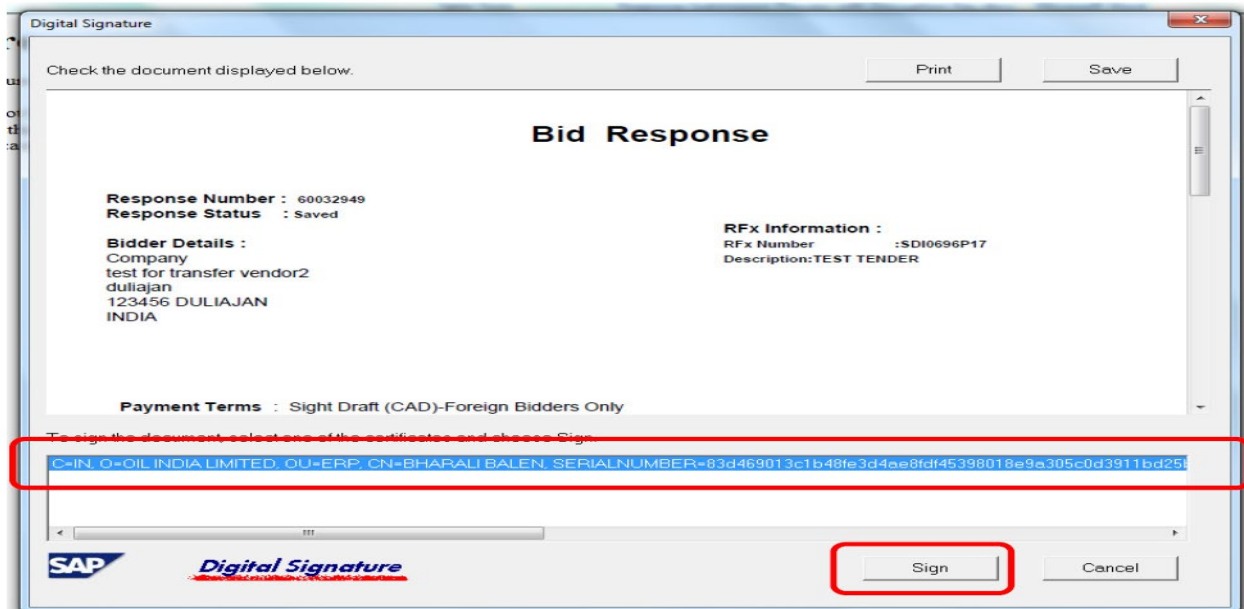 Digital Signature
Check the document displayed below.
Print
Save
Bid Response
Response Number : 60032949
Response Status : Saved
Bidder Details :
Company
test for transfer vendor2
duliajan
123456 DULIAJAN
INDIA
RFx Information :
RFx Number :SDI0696P17
Description:TEST TENDER
Payment Terms : Sight Draft (CAD)-Foreign Bidders Only
To sign the document, select one of the certificates and choose Sign.
C=IN, O=OIL INDIA LIMITED, OU=ERP, CN=BHARALI BALEN, SERIALNUMBER=83d469013c1b48fe3d4ae8fdf45398018e9a305c0d3911bd25
SAP
Digital Signature
Sign
Cancel